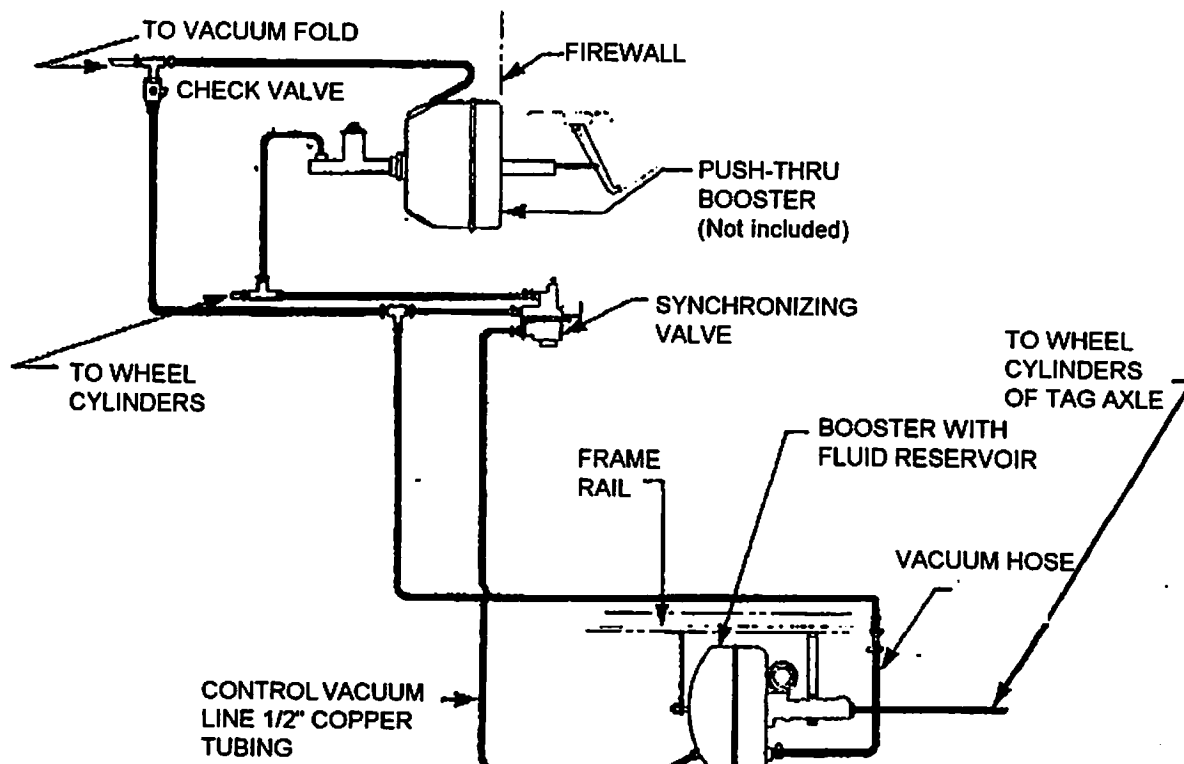 TO VACUUM FOLD
FIREWALL
CHECK VALVE
PUSH-THRU
BOOSTER
(Not included)
SYNCHRONIZING
VALVE
TO WHEEL
CYLINDERS
TO WHEEL
CYLINDERS
OF TAG AXLE
BOOSTER WITH
FLUID RESERVOIR
FRAME
RAIL
VACUUM HOSE
CONTROL VACUUM
LINE 1/2" COPPER
TUBING